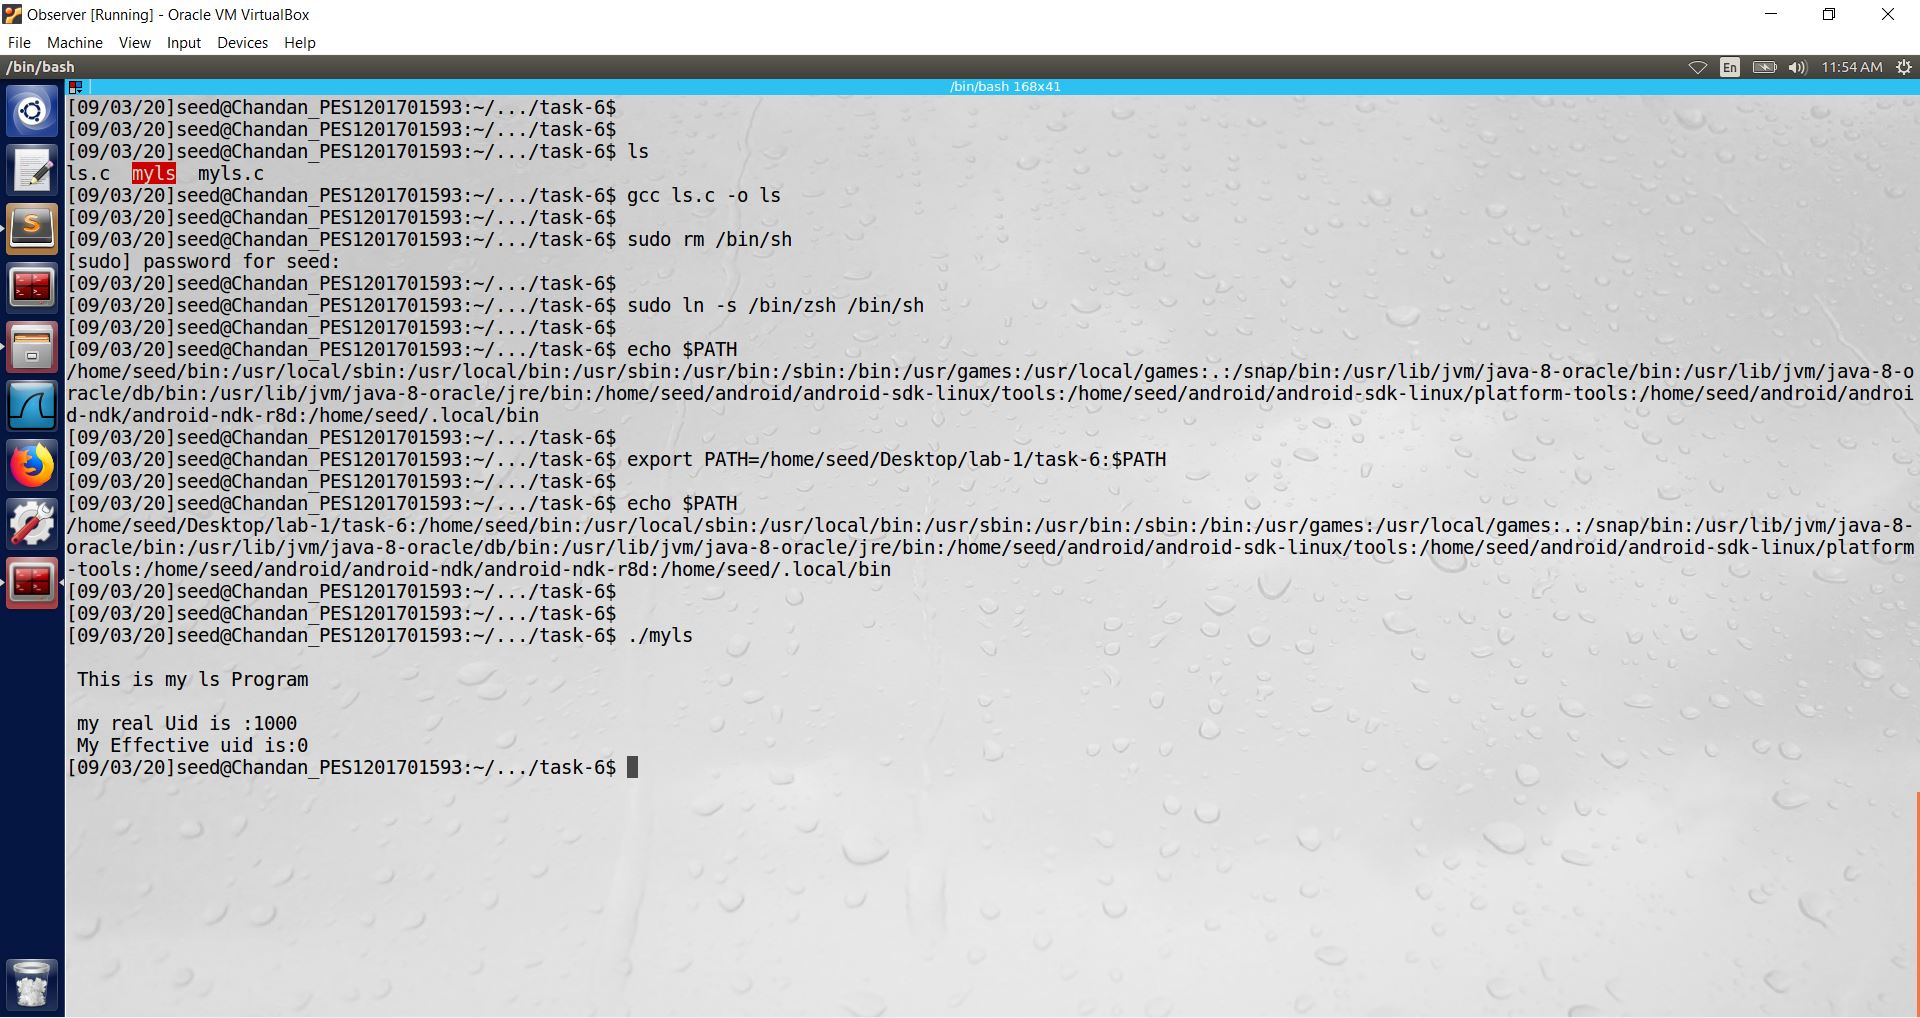 Observer [Running] - Oracle VM VirtualBox
File Machine View Input Devices Help
/bin/bash En 11:54 AM
/bin/bash 168x41
[09/03/20]seed@Chandan_PES1201701593:~/.../task-6$
[09/03/20]seed@Chandan_PES1201701593:~/.../task-6$
[09/03/20]seed@Chandan_PES1201701593:~/.../task-6$ ls
ls.c myls myls.c
[09/03/20]seed@Chandan_PES1201701593:~/.../task-6$ gcc ls.c -o ls
[09/03/20]seed@Chandan_PES1201701593:~/.../task-6$
[09/03/20]seed@Chandan_PES1201701593:~/.../task-6$ sudo rm /bin/sh
[sudo] password for seed:
[09/03/20]seed@Chandan_PES1201701593:~/.../task-6$
[09/03/20]seed@Chandan_PES1201701593:~/.../task-6$ sudo ln -s /bin/zsh /bin/sh
[09/03/20]seed@Chandan_PES1201701593:~/.../task-6$
[09/03/20]seed@Chandan_PES1201701593:~/.../task-6$ echo $PATH
/home/seed/bin:/usr/local/sbin:/usr/local/bin:/usr/sbin:/usr/bin:/sbin:/bin:/usr/games:/usr/local/games:.:/snap/bin:/usr/lib/jvm/java-8-oracle/bin:/usr/lib/jvm/java-8-o
racle/db/bin:/usr/lib/jvm/java-8-oracle/jre/bin:/home/seed/android/android-sdk-linux/tools:/home/seed/android/android-sdk-linux/platform-tools:/home/seed/android/androi
d-ndk/android-ndk-r8d:/home/seed/.local/bin
[09/03/20]seed@Chandan_PES1201701593:~/.../task-6$
[09/03/20]seed@Chandan_PES1201701593:~/.../task-6$ export PATH=/home/seed/Desktop/lab-1/task-6:$PATH
[09/03/20]seed@Chandan_PES1201701593:~/.../task-6$
[09/03/20]seed@Chandan_PES1201701593:~/.../task-6$ echo $PATH
/home/seed/Desktop/lab-1/task-6:/home/seed/bin:/usr/local/sbin:/usr/local/bin:/usr/sbin:/usr/bin:/sbin:/bin:/usr/games:/usr/local/games:.:/snap/bin:/usr/lib/jvm/java-8-
oracle/bin:/usr/lib/jvm/java-8-oracle/db/bin:/usr/lib/jvm/java-8-oracle/jre/bin:/home/seed/android/android-sdk-linux/tools:/home/seed/android/android-sdk-linux/platform
-tools:/home/seed/android/android-ndk/android-ndk-r8d:/home/seed/.local/bin
[09/03/20]seed@Chandan_PES1201701593:~/.../task-6$
[09/03/20]seed@Chandan_PES1201701593:~/.../task-6$
[09/03/20]seed@Chandan_PES1201701593:~/.../task-6$ ./myls
This is my ls Program
my real Uid is :1000
My Effective uid is:0
[09/03/20]seed@Chandan_PES1201701593:~/.../task-6$